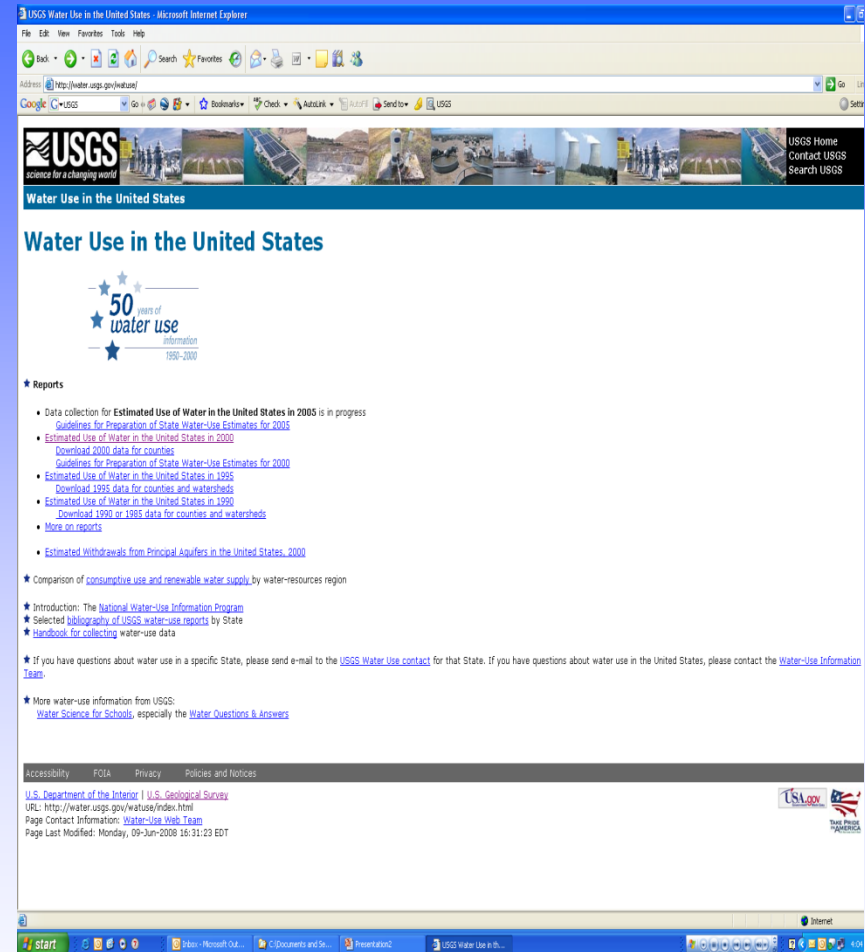 USGS Water Use in the United States - Microsoft Internet Explorer
File Edit View Favorites Tools Help
Back Search Favorites
Address http://water.usgs.gov/watuse/ Go
Google USGS Go Bookmarks Check AutoLink AutoFill Send to USGS
USGS
science for a changing world
USGS Home
Contact USGS
Search USGS
Water Use in the United States
Water Use in the United States
50 years of
water use
information
1950-2000
Reports
Data collection for Estimated Use of Water in the United States in 2005 is in progress
Guidelines for Preparation of State Water-Use Estimates for 2005
Estimated Use of Water in the United States in 2000
Download 2000 data for counties
Guidelines for Preparation of State Water-Use Estimates for 2000
Estimated Use of Water in the United States in 1995
Download 1995 data for counties and watersheds
Estimated Use of Water in the United States in 1990
Download 1990 or 1985 data for counties and watersheds
More on reports
Estimated Withdrawals from Principal Aquifers in the United States, 2000
Comparison of consumptive use and renewable water supply by water-resources region
Introduction: The National Water-Use Information Program
Selected bibliography of USGS water-use reports by State
Handbook for collecting water-use data
If you have questions about water use in a specific State, please send e-mail to the USGS Water Use contact for that State. If you have questions about water use in the United States, please contact the Water-Use Information
Team.
More water-use information from USGS:
Water Science for Schools, especially the Water Questions & Answers
Accessibility FOIA Privacy Policies and Notices
U.S. Department of the Interior | U.S. Geological Survey
URL: http://water.usgs.gov/watuse/index.html
Page Contact Information: Water-Use Web Team
Page Last Modified: Monday, 09-Jun-2008 16:31:23 EDT
USA.gov
TAKE PRIDE
IN AMERICA
Internet
start Inbox - Microsoft Out... C:\Documents and Se... Presentation2 USGS Water Use in th... 4:04